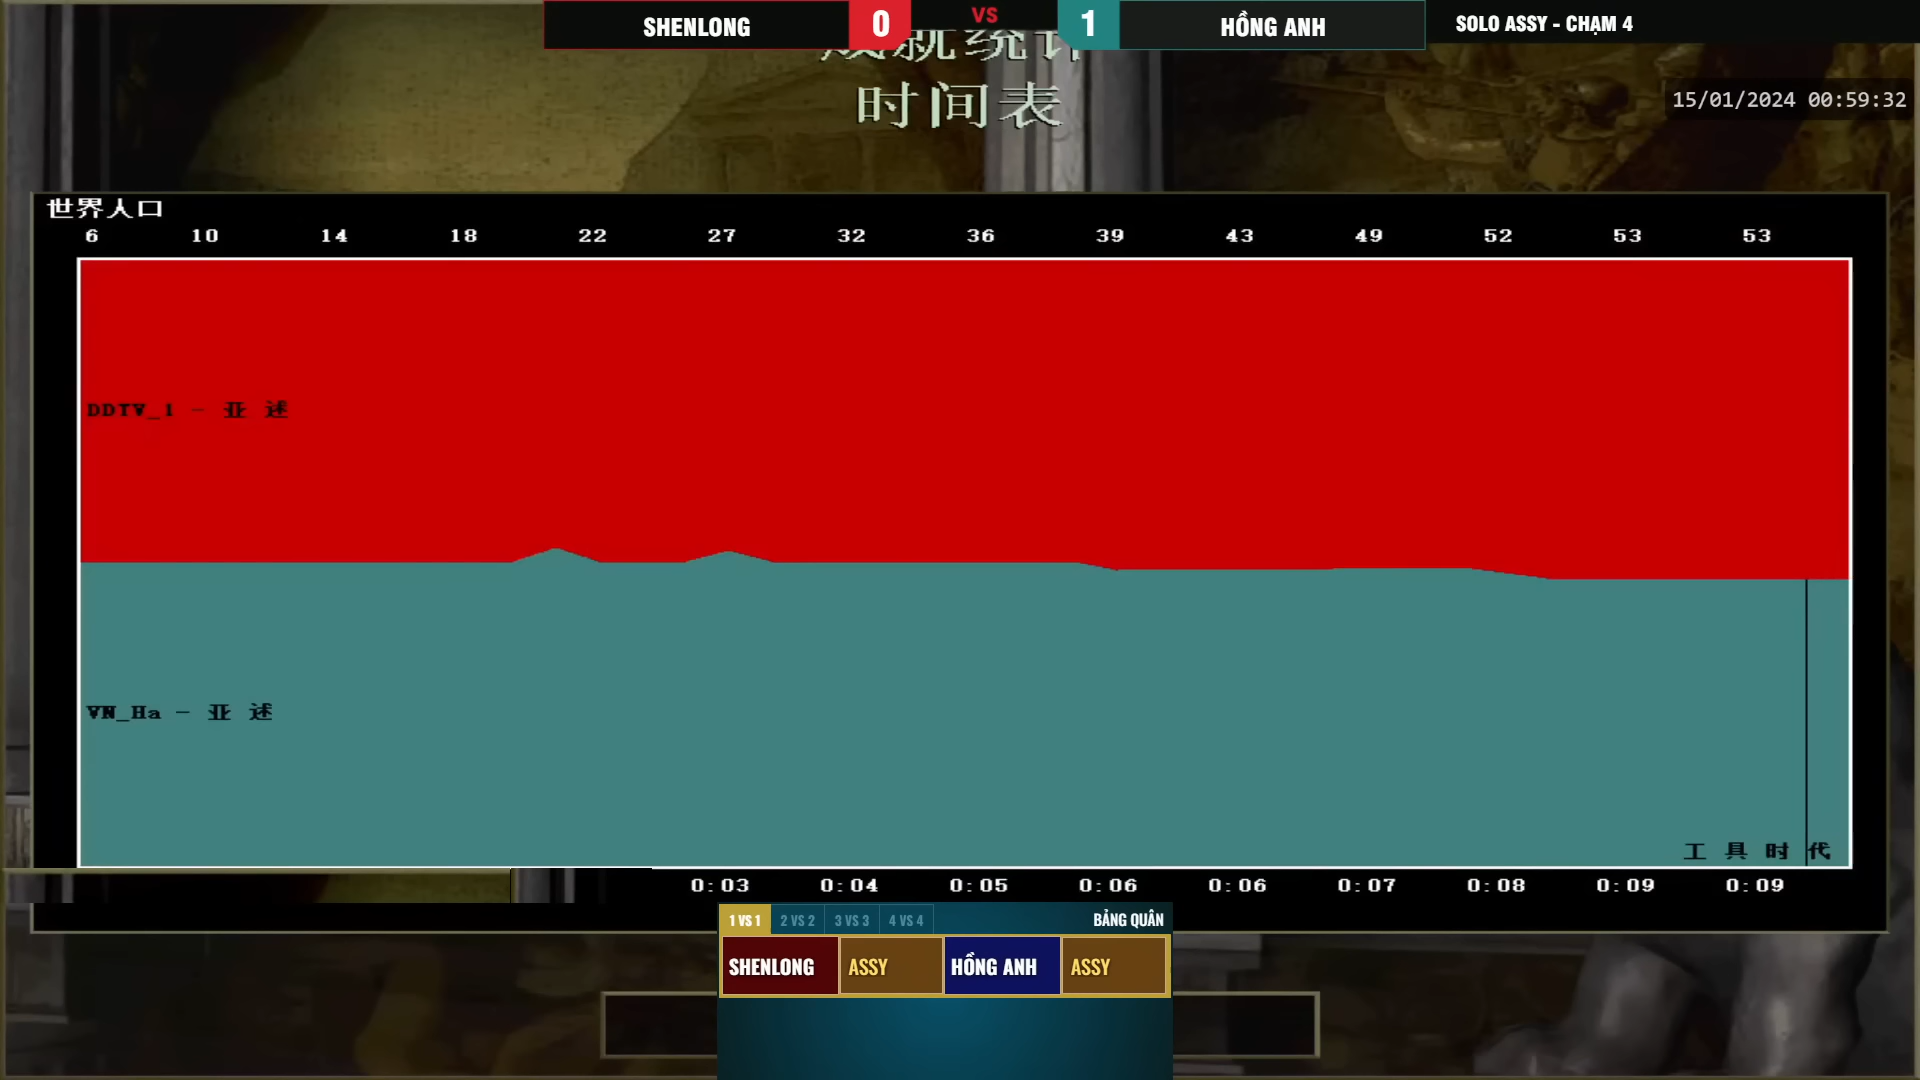 SHENLONG 0 VS 1 HỒNG ANH SOLO ASSY - CHẠM 4
成就统计
时间表
15/01/2024 00:59:32
世界人口
6 10 14 18 22 27 32 36 39 43 49 52 53 53
DDTV_1 - 亚 述
VN_Ha - 亚 述
工 具 时 代
0:03 0:04 0:05 0:06 0:06 0:07 0:08 0:09 0:09
1 VS 1 2 VS 2 3 VS 3 4 VS 4 BẢNG QUÂN
SHENLONG ASSY HỒNG ANH ASSY